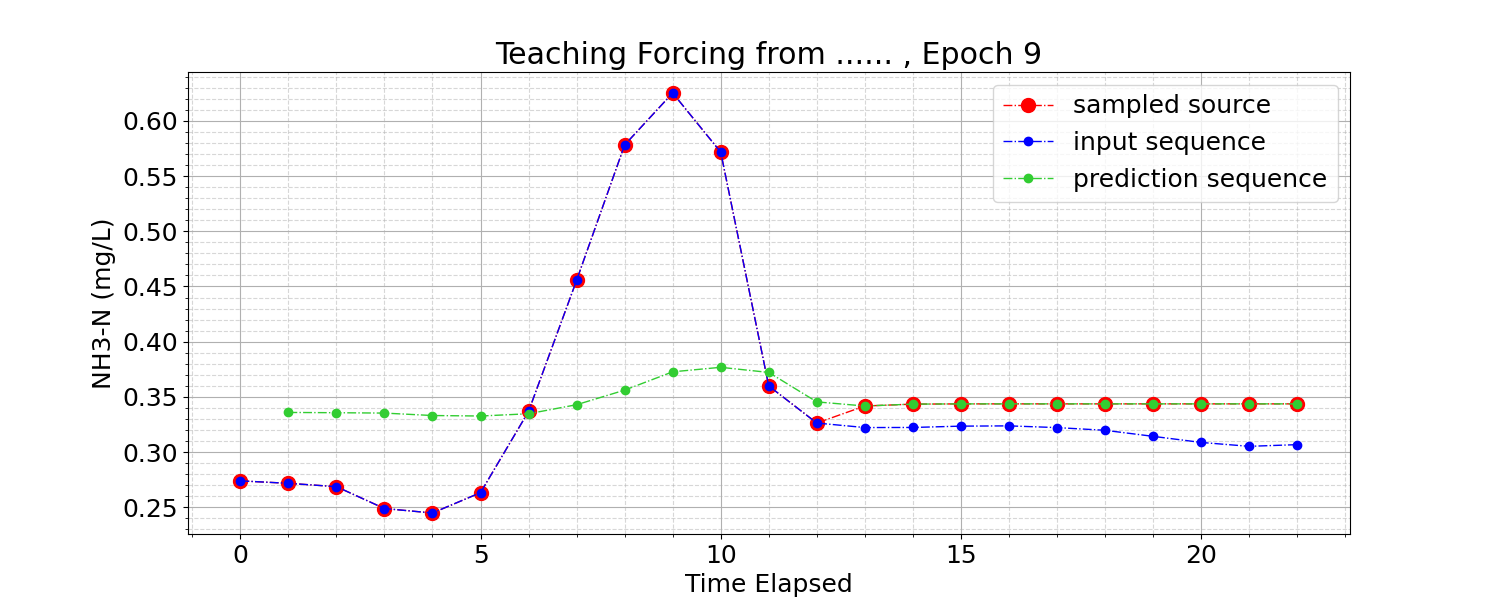 Teaching Forcing from ...... , Epoch 9
sampled source
input sequence
prediction sequence
NH3-N (mg/L)
0.60
0.55
0.50
0.45
0.40
0.35
0.30
0.25
0 5 10 15 20
Time Elapsed